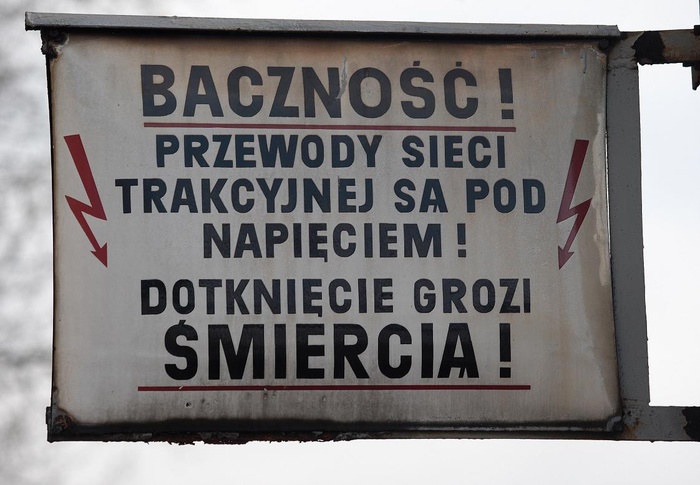 BACZNOŚĆ !
PRZEWODY SIECI
TRAKCYJNEJ SA POD
NAPIĘCIEM !
DOTKNIĘCIE GROZI
ŚMIERCIA !